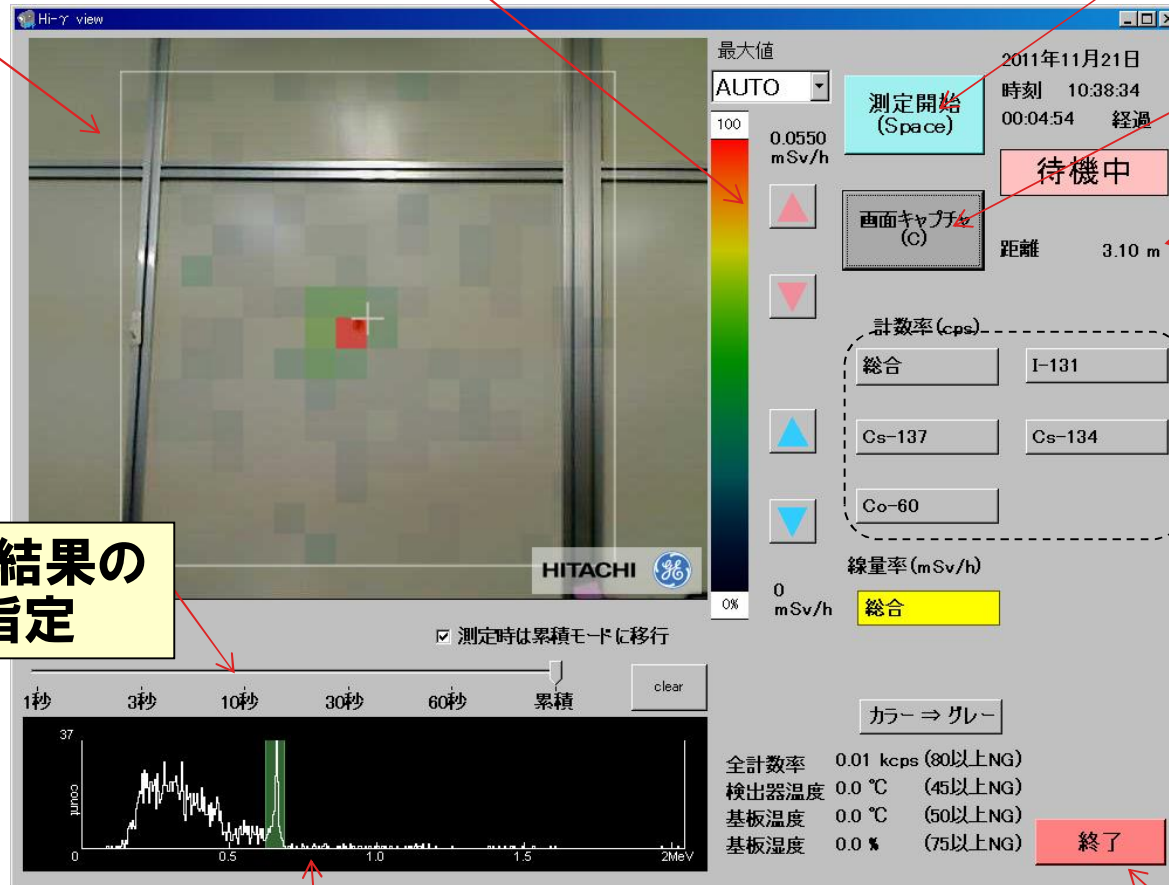 Hi-γ view
最大値
AUTO
100
0.0550
mSv/h
測定開始
(Space)
2011年11月21日
時刻 10:38:34
00:04:54 経過
待機中
画面キャプチャ
(C)
距離 3.10 m
計数率(cps)
総合
I-131
Cs-137
Cs-134
Co-60
線量率(mSv/h)
総合
0%
0
mSv/h
HITACHI
結果の
指定
測定時は累積モードに移行
1秒 3秒 10秒 30秒 60秒 累積
clear
カラー ⇒ グレー
37
count
0 0.5 1.0 1.5 2MeV
全計数率 0.01 kcps (80以上NG)
検出器温度 0.0 ℃ (45以上NG)
基板温度 0.0 ℃ (50以上NG)
基板湿度 0.0 % (75以上NG)
終了